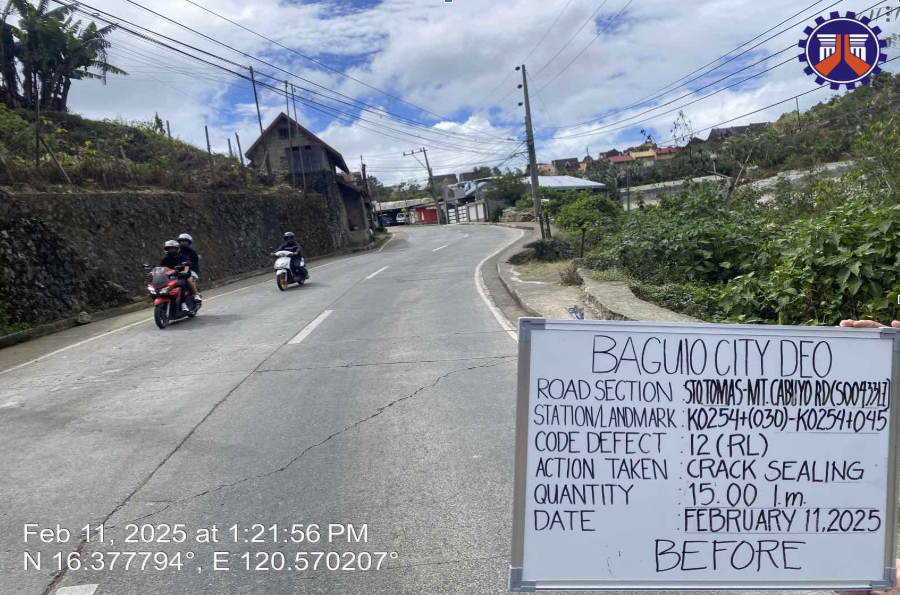 BAGUIO CITY DEO
ROAD SECTION : STO TOMAS-MT. CABUYO RD
STATION/LANDMARK : K0254+(030)-K0254+045
CODE DEFECT : 12 (RL)
ACTION TAKEN : CRACK SEALING
QUANTITY : 15.00 l.m.
DATE : FEBRUARY 11, 2025
BEFORE
Feb 11, 2025 at 1:21:56 PM
N 16.377794°, E 120.570207°